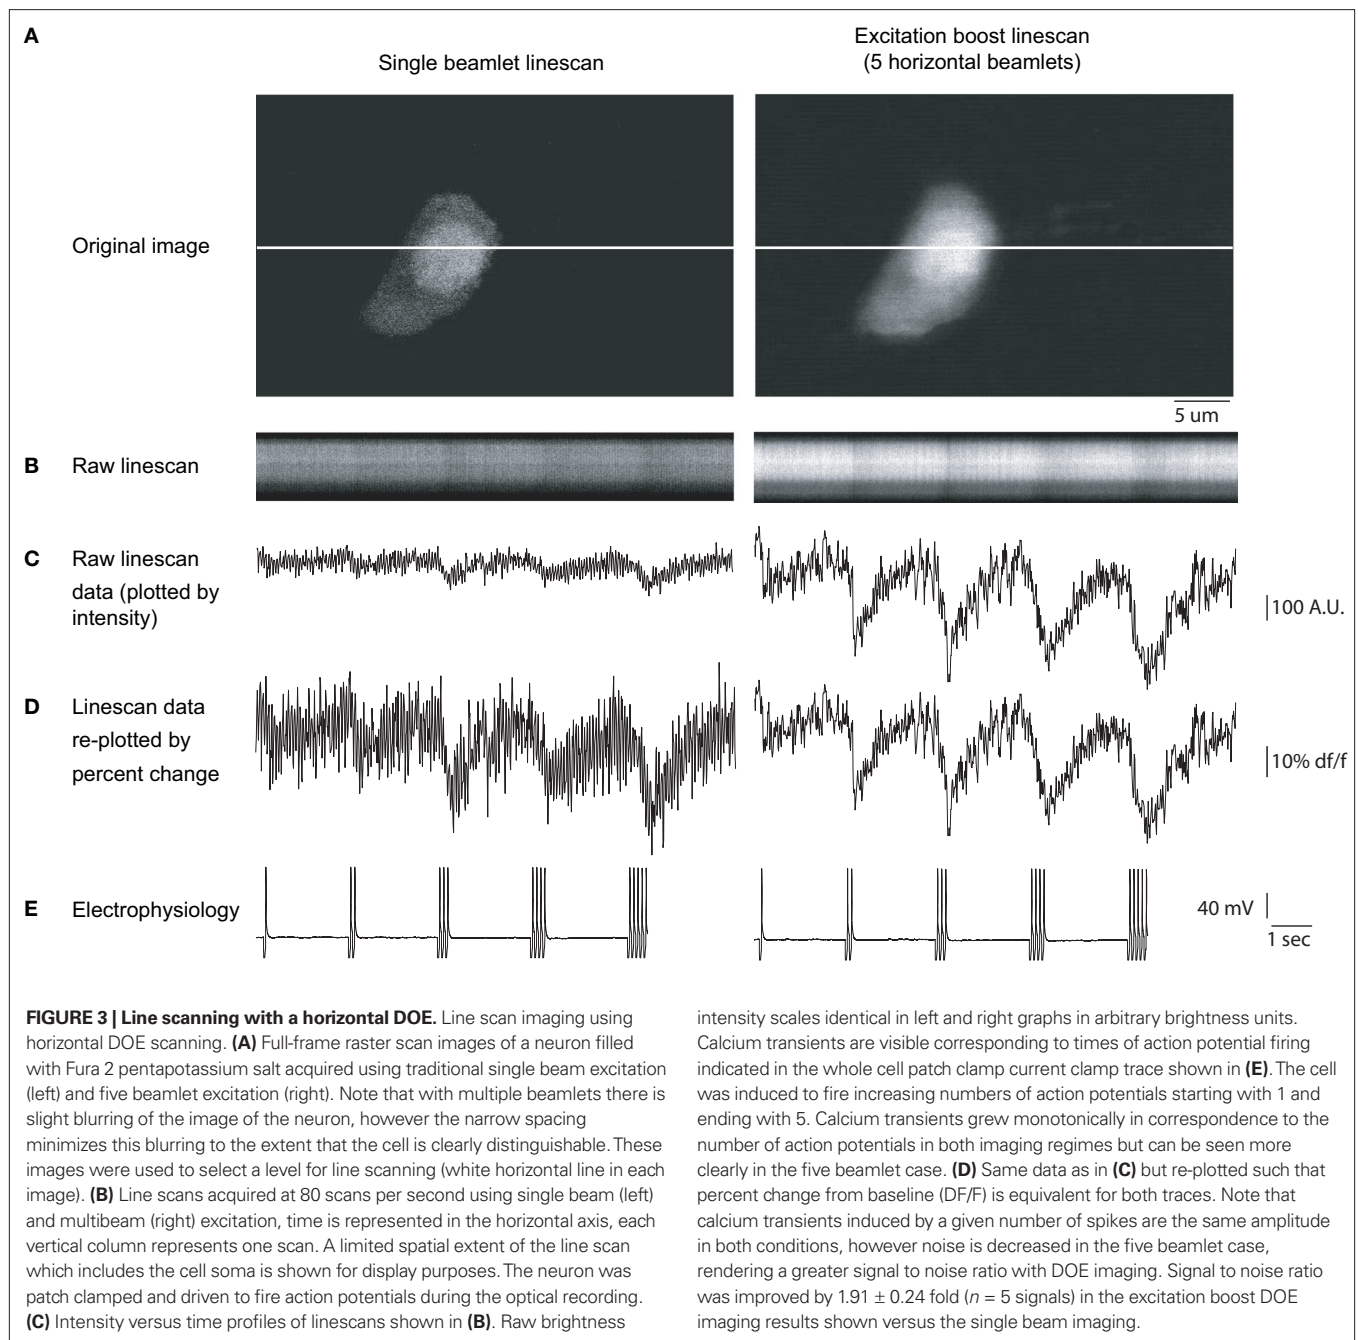 A
Single beamlet linescan
Excitation boost linescan
(5 horizontal beamlets)
Original image
5 um
B Raw linescan
C Raw linescan
data (plotted by
intensity)
100 A.U.
D Linescan data
re-plotted by
percent change
10% df/f
E Electrophysiology
40 mV
1 sec
FIGURE 3 | Line scanning with a horizontal DOE. Line scan imaging using
horizontal DOE scanning. (A) Full-frame raster scan images of a neuron filled
with Fura 2 pentapotassium salt acquired using traditional single beam excitation
(left) and five beamlet excitation (right). Note that with multiple beamlets there is
slight blurring of the image of the neuron, however the narrow spacing
minimizes this blurring to the extent that the cell is clearly distinguishable. These
images were used to select a level for line scanning (white horizontal line in each
image). (B) Line scans acquired at 80 scans per second using single beam (left)
and multibeam (right) excitation, time is represented in the horizontal axis, each
vertical column represents one scan. A limited spatial extent of the line scan
which includes the cell soma is shown for display purposes. The neuron was
patch clamped and driven to fire action potentials during the optical recording.
(C) Intensity versus time profiles of linescans shown in (B). Raw brightness
intensity scales identical in left and right graphs in arbitrary brightness units.
Calcium transients are visible corresponding to times of action potential firing
indicated in the whole cell patch clamp current clamp trace shown in (E). The cell
was induced to fire increasing numbers of action potentials starting with 1 and
ending with 5. Calcium transients grew monotonically in correspondence to the
number of action potentials in both imaging regimes but can be seen more
clearly in the five beamlet case. (D) Same data as in (C) but re-plotted such that
percent change from baseline (DF/F) is equivalent for both traces. Note that
calcium transients induced by a given number of spikes are the same amplitude
in both conditions, however noise is decreased in the five beamlet case,
rendering a greater signal to noise ratio with DOE imaging. Signal to noise ratio
was improved by 1.91 ± 0.24 fold (n = 5 signals) in the excitation boost DOE
imaging results shown versus the single beam imaging.